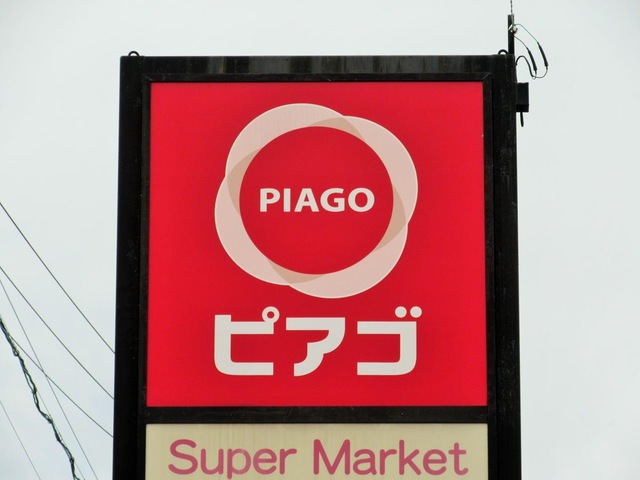 PIAGO
ピアゴ
Super Market